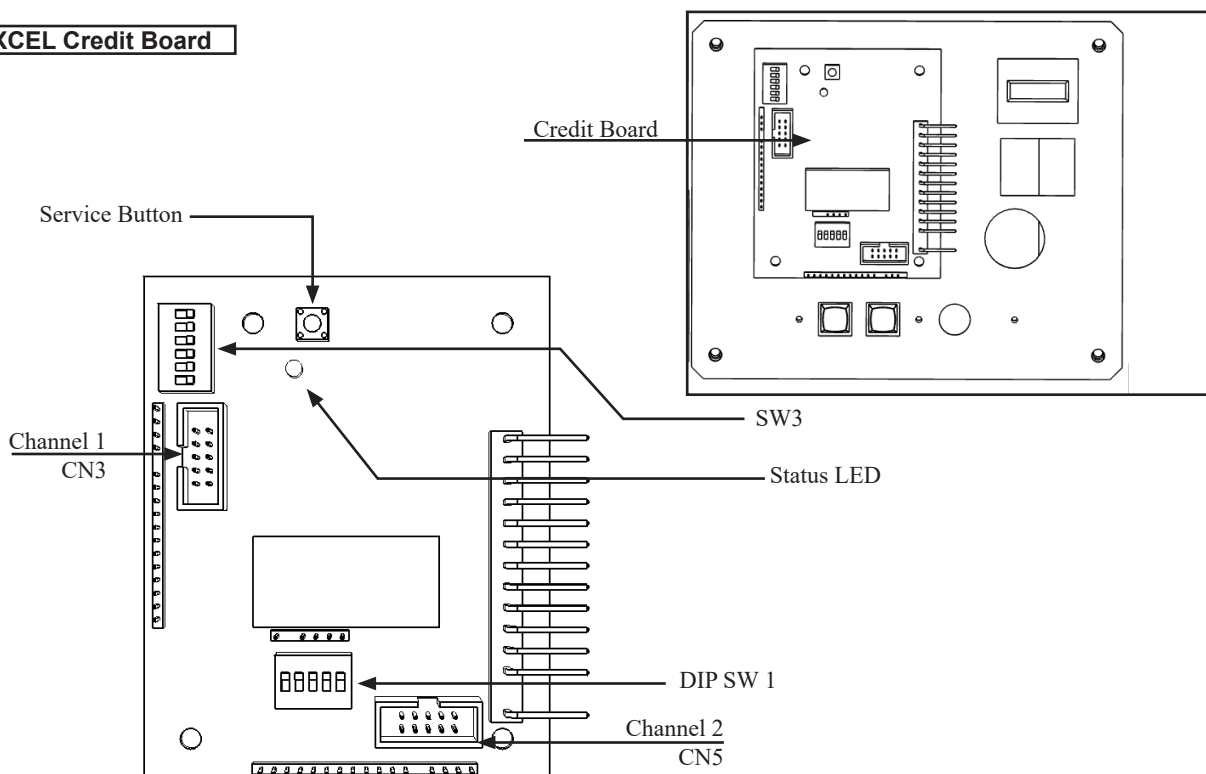 XCEL Credit Board
Credit Board
Service Button
SW3
Channel 1
CN3
Status LED
DIP SW 1
Channel 2
CN5